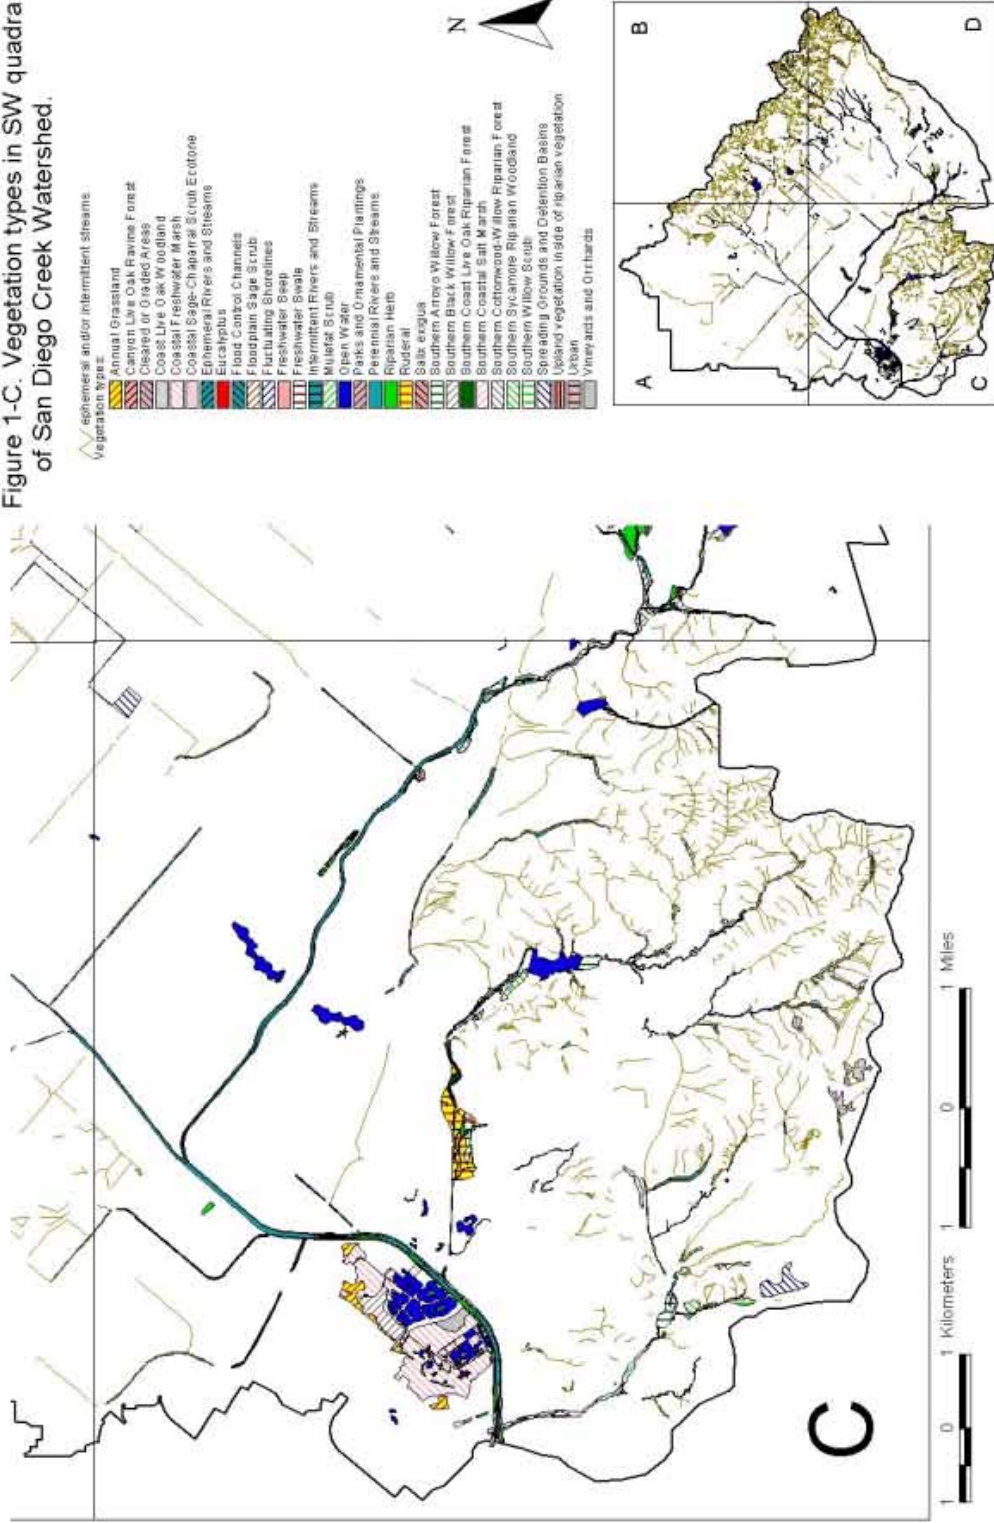 Figure 1-C. Vegetation types in SW quadra
of San Diego Creek Watershed.
ephemeral and/or intermittent streams
Vegetation types:
Annual Grassland
Canyon Live Oak Ravine Forest
Cleared or Graded Areas
Coast Live Oak Woodland
Coastal Freshwater Marsh
Coastal Sage-Chaparral Scrub Ecotone
Ephemeral Rivers and Streams
Eucalyptus
Flood Control Channels
Floodplain Sage Scrub
Fluctuating Shorelines
Freshwater Seep
Freshwater Swale
Intermittent Rivers and Streams
Mulefat Scrub
Open Water
Parks and Ornamental Plantings
Perennial Rivers and Streams
Riparian Herb
Ruderal
Salix exigua
Southern Arroyo Willow Forest
Southern Black Willow Forest
Southern Coast Live Oak Riparian Forest
Southern Coastal Salt Marsh
Southern Cottonwood-Willow Riparian Forest
Southern Sycamore Riparian Woodland
Southern Willow Scrub
Spreading Grounds and Detention Basins
Upland vegetation inside of riparian vegetation
Urban
Vineyards and Orchards
N
A
B
C
D
C
1 0 1 Kilometers
1 0 1 Miles